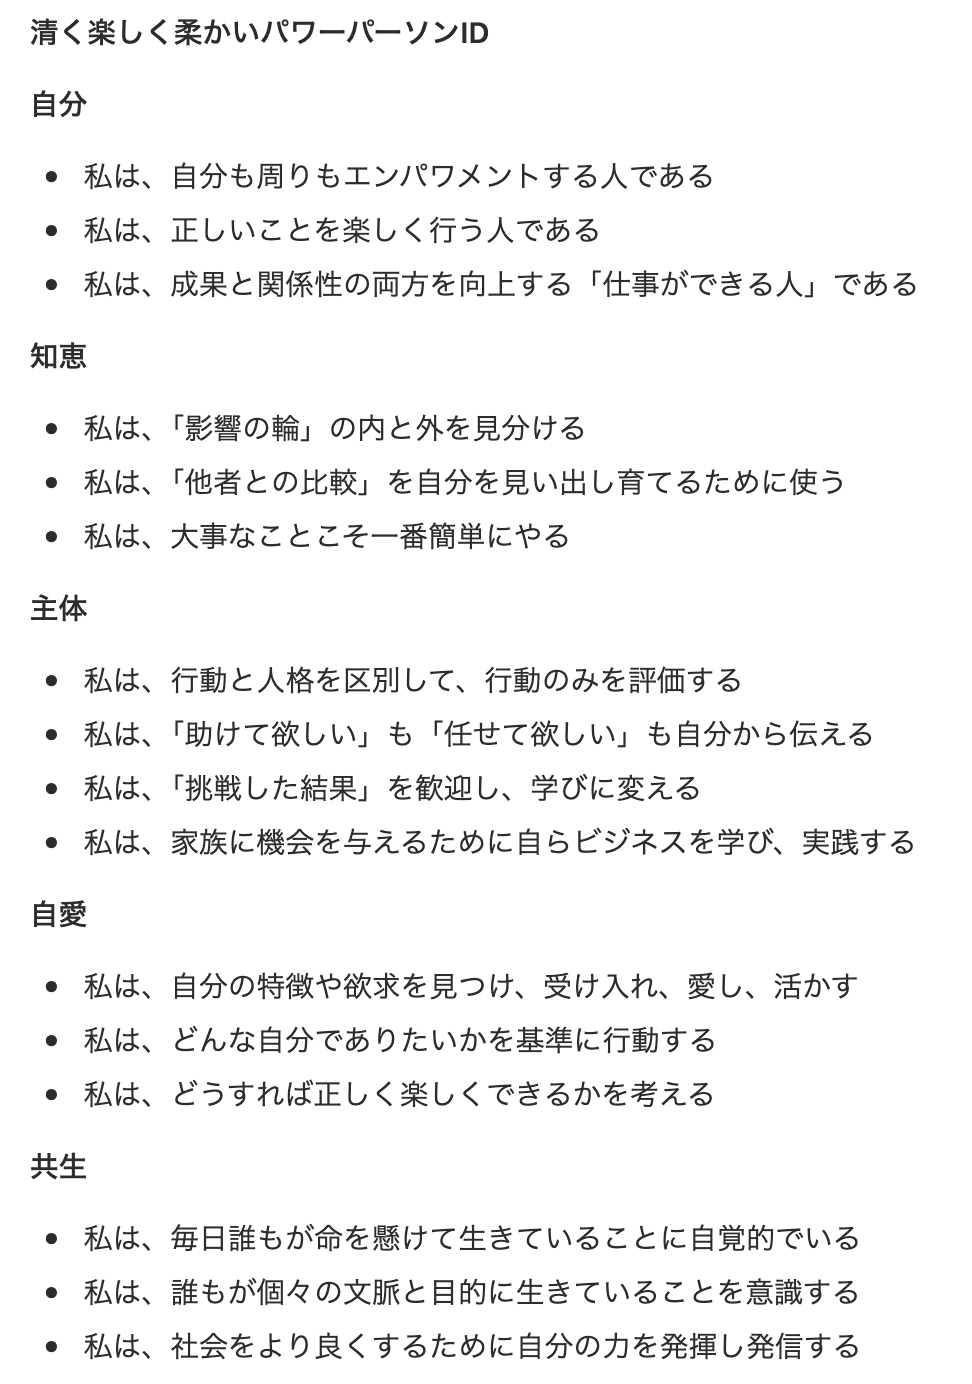 清く楽しく柔かいパワーパーソンID
自分
• 私は、自分も周りもエンパワメントする人である
• 私は、正しいことを楽しく行う人である
• 私は、成果と関係性の両方を向上する「仕事ができる人」である
知恵
• 私は、「影響の輪」の内と外を見分ける
• 私は、「他者との比較」を自分を見い出し育てるために使う
• 私は、大事なことこそ一番簡単にやる
主体
• 私は、行動と人格を区別して、行動のみを評価する
• 私は、「助けて欲しい」も「任せて欲しい」も自分から伝える
• 私は、「挑戦した結果」を歓迎し、学びに変える
• 私は、家族に機会を与えるために自らビジネスを学び、実践する
自愛
• 私は、自分の特徴や欲求を見つけ、受け入れ、愛し、活かす
• 私は、どんな自分でありたいかを基準に行動する
• 私は、どうすれば正しく楽しくできるかを考える
共生
• 私は、毎日誰もが命を懸けて生きていることに自覚的でいる
• 私は、誰もが個々の文脈と目的に生きていることを意識する
• 私は、社会をより良くするために自分の力を発揮し発信する